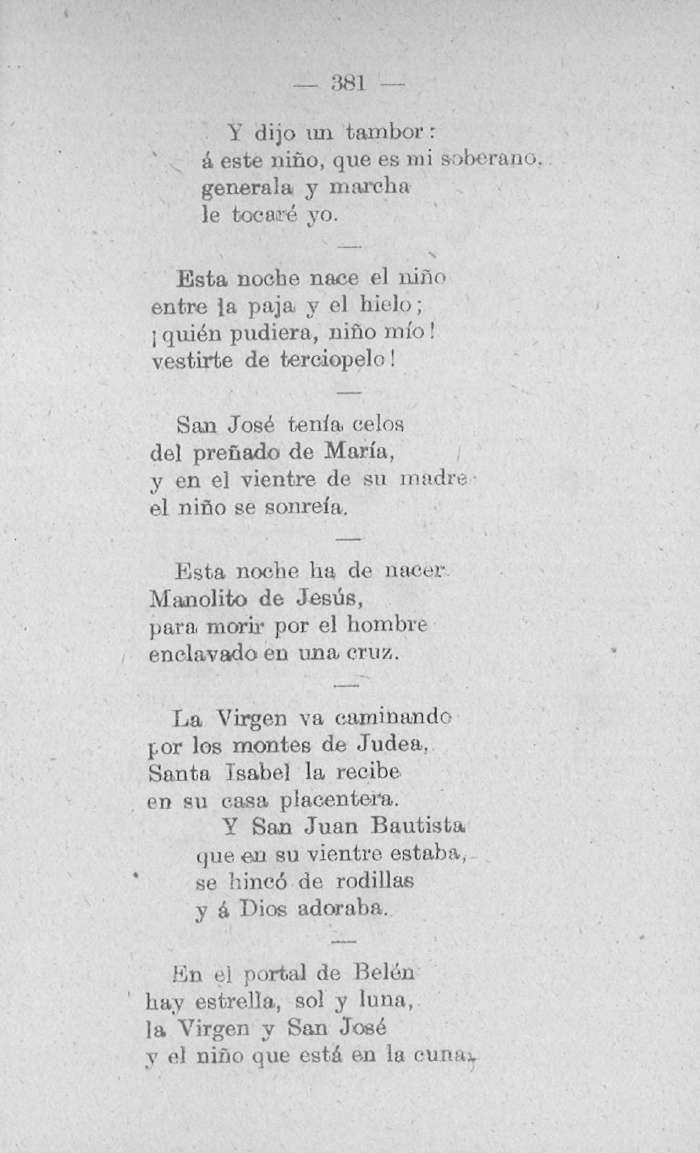 — 381 —
Y dijo un tambor:
á este niño, que es mi soberano.
generala y marcha
le tocaré yo.
—
Esta noche nace el niño
entre la paja y el hielo;
¡quién pudiera, niño mío!
vestirte de terciopelo!
—
San José tenía celos
del preñado de María,
y en el vientre de su madre
el niño se sonreía.
—
Esta noche ha de nacer
Manolito de Jesús,
para morir por el hombre
enclavado en una cruz.
—
La Virgen va caminando
por los montes de Judea,
Santa Isabel la recibe
en su casa placentera.
Y San Juan Bautista
que en su vientre estaba,
se hincó de rodillas
y á Dios adoraba.
—
En el portal de Belén
hay estrella, sol y luna,
la Virgen y San José
y el niño que está en la cuna,